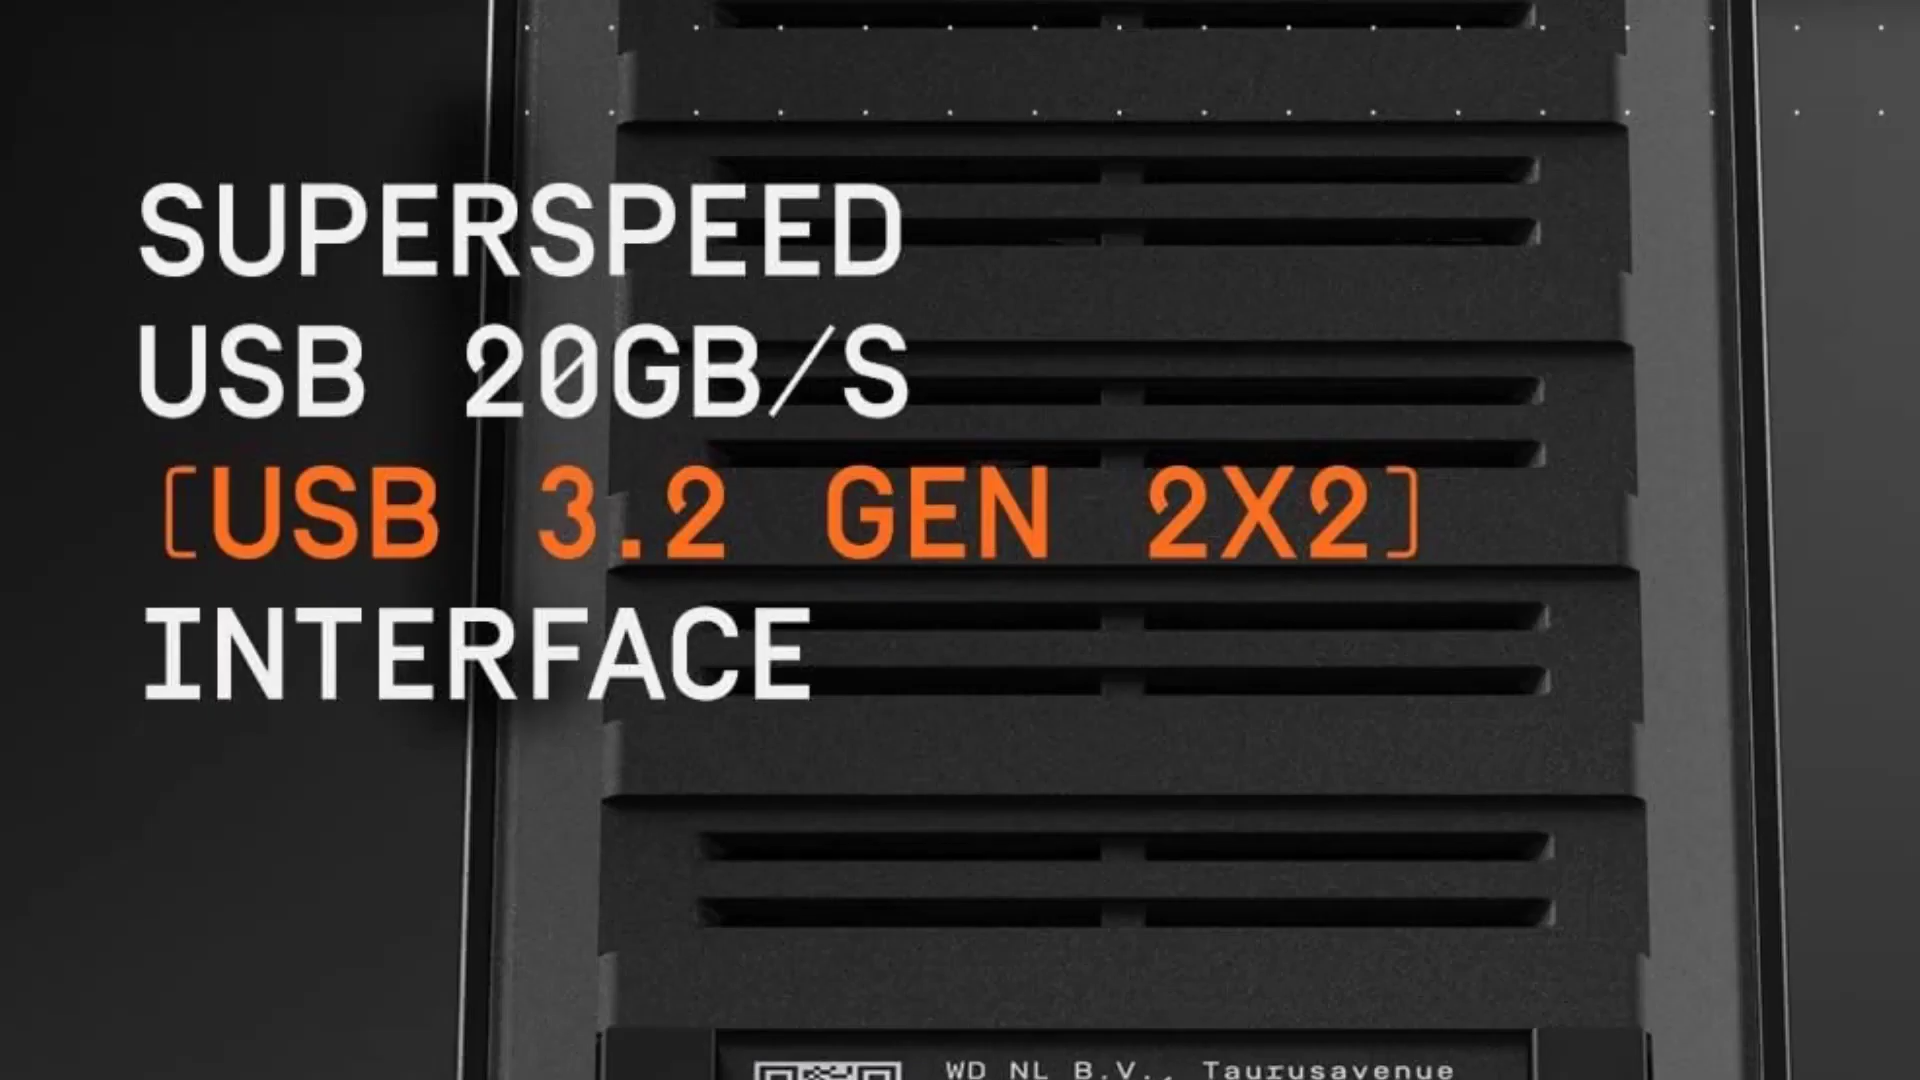 SUPERSPEED
USB 20GB/S
[USB 3.2 GEN 2X2]
INTERFACE
WD NL B.V., Taurusavenue